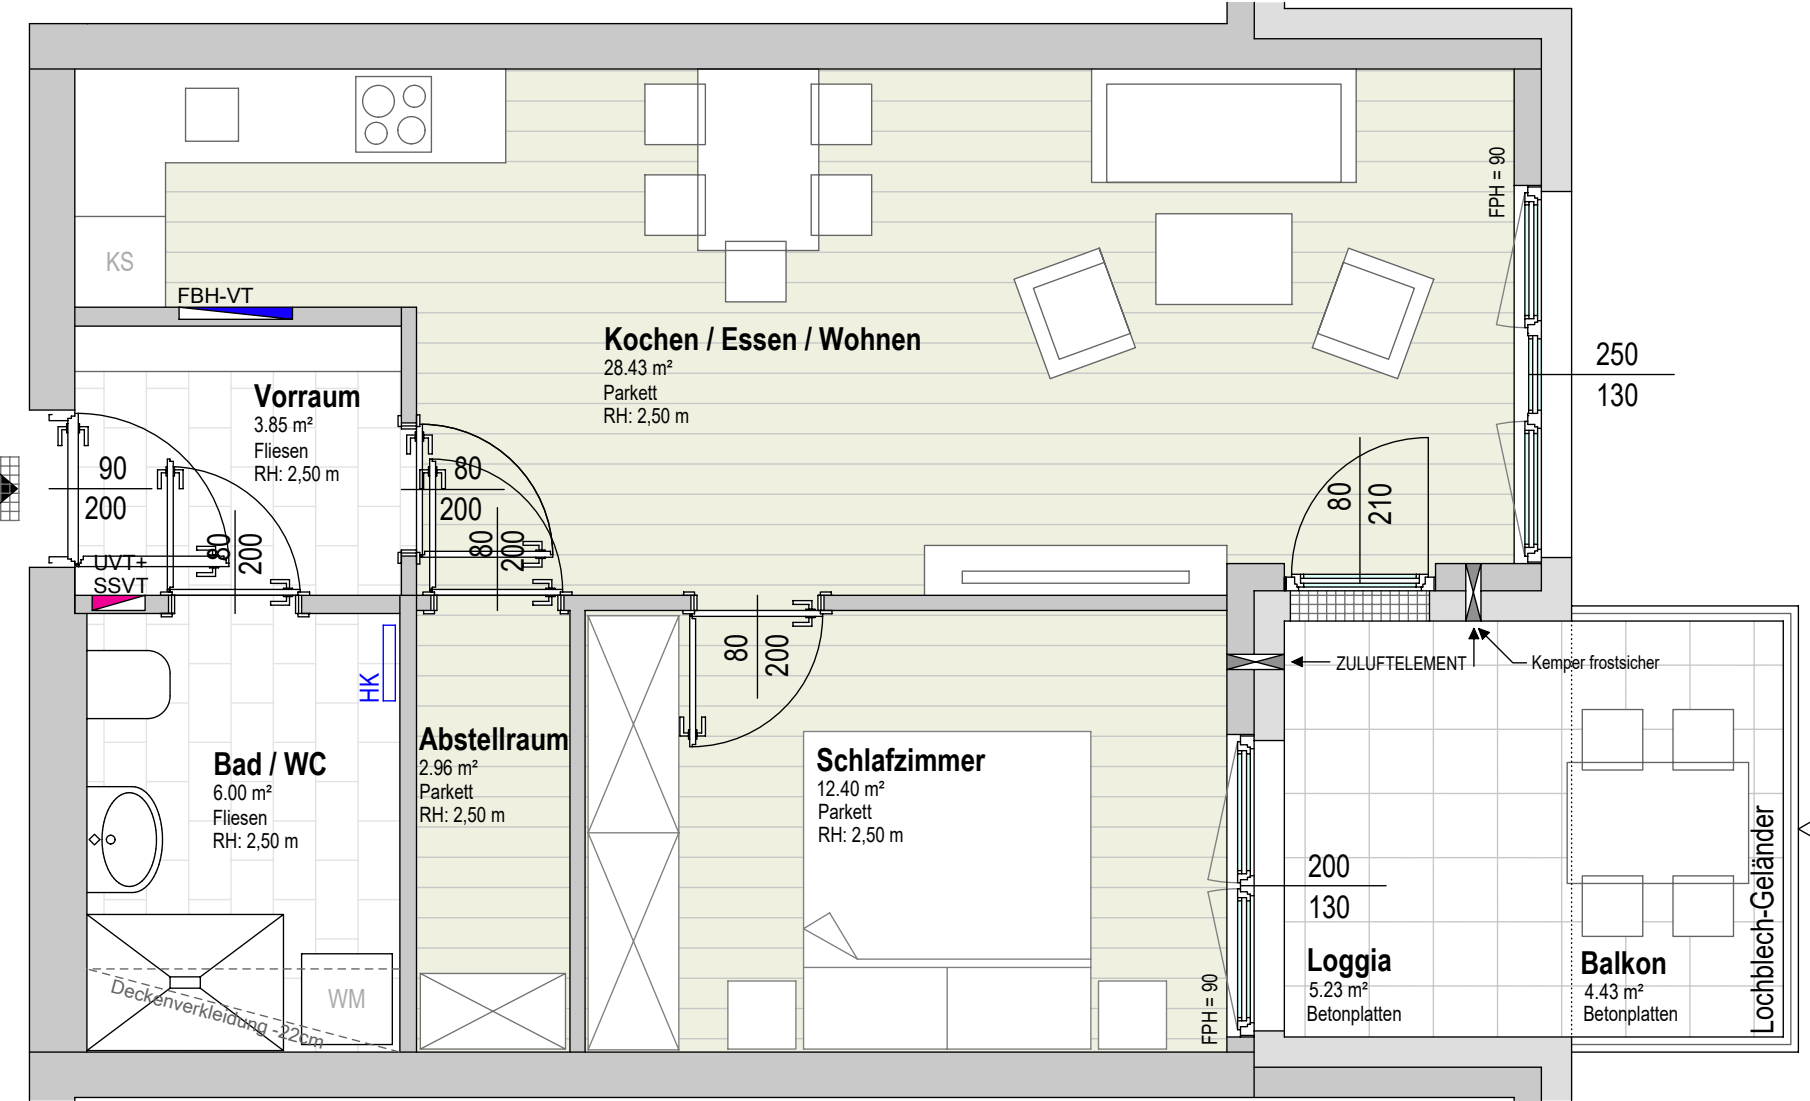 KS
FBH-VT
FPH = 90
Kochen / Essen / Wohnen
28.43 m²
Parkett
RH: 2,50 m
250
130
Vorraum
3.85 m²
Fliesen
RH: 2,50 m
90
200
80
200
80
200
80
200
80
210
UVT+
SSVT
HK
80
200
ZULUFTELEMENT
Kemper frostsicher
Bad / WC
6.00 m²
Fliesen
RH: 2,50 m
Abstellraum
2.96 m²
Parkett
RH: 2,50 m
Schlafzimmer
12.40 m²
Parkett
RH: 2,50 m
200
130
Loggia
5.23 m²
Betonplatten
Balkon
4.43 m²
Betonplatten
Lochblech-Geländer
FPH = 90
WM
Deckenverkleidung -22cm